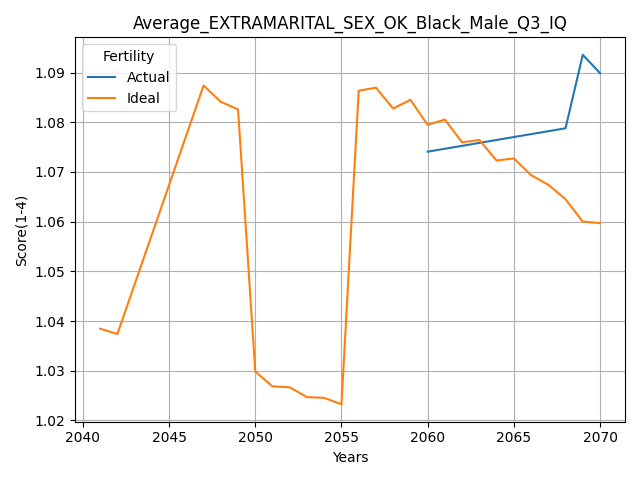 Average_EXTRAMARITAL_SEX_OK_Black_Male_Q3_IQ
Fertility
Actual
Ideal
Score(1-4)
1.09
1.08
1.07
1.06
1.05
1.04
1.03
1.02
2040 2045 2050 2055 2060 2065 2070
Years